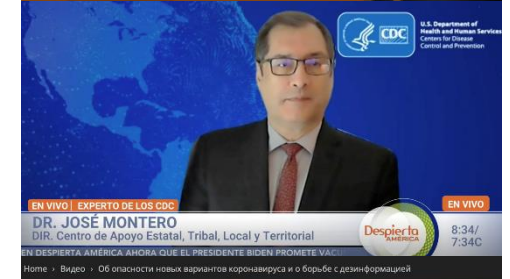 CDC
U.S. Department of
Health and Human Services
Centers for Disease
Control and Prevention
EN VIVO | EXPERTO DE LOS CDC
EN VIVO
DR. JOSÉ MONTERO
DIR. Centro de Apoyo Estatal, Tribal, Local y Territorial
Despierta
AMÉRICA
8:34/
7:34C
EN DESPIERTA AMÉRICA AHORA QUE EL PRESIDENTE BIDEN PROMETE
Home › Видео › Об опасности новых вариантов коронавируса и о борьбе с дезинформацией